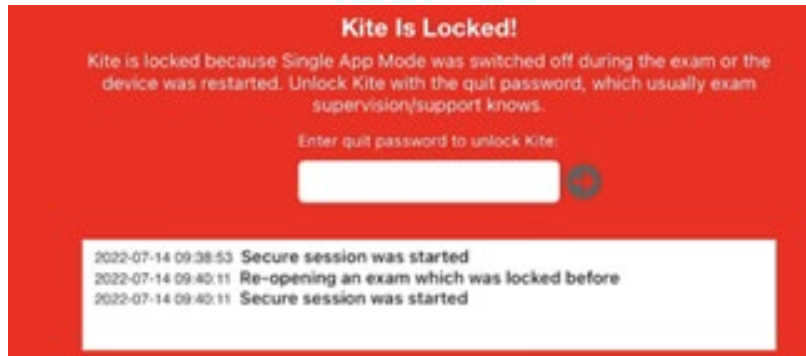 Kite Is Locked!
Kite is locked because Single App Mode was switched off during the exam or the
device was restarted. Unlock Kite with the quit password, which usually exam
supervision/support knows.
Enter quit password to unlock Kite:
2022-07-14 09:38:53 Secure session was started
2022-07-14 09:40:11 Re-opening an exam which was locked before
2022-07-14 09:40:11 Secure session was started